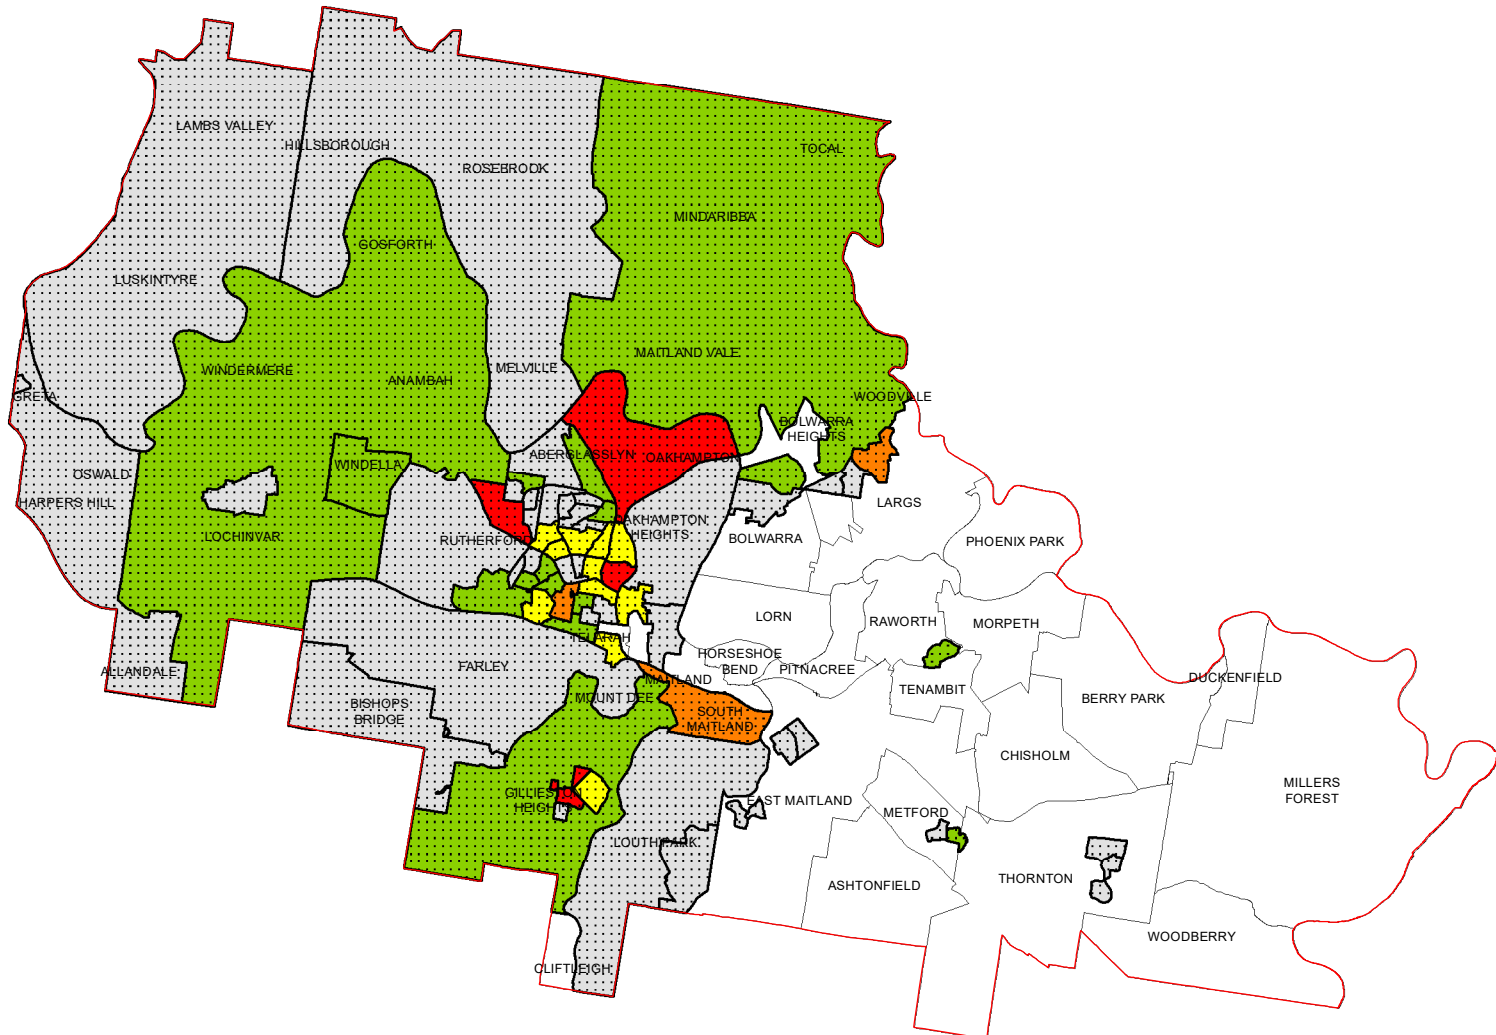 LAMBS VALLEY
HILLSBOROUGH
TOCAL
ROSEBROOK
MINDARIBBA
GOSFORTH
LUSKINTYRE
MAITLAND VALE
WINDERMERE
MELVILLE
ANAMBAH
GRETA
WOODVILLE
BOLWARRA
HEIGHTS
ABERGLASSLYN
OAKHAMPTON
WINDELLA
OSWALD
HARPERS HILL
LARGS
OAKHAMPTON
HEIGHTS
LOCHINVAR
RUTHERFORD
BOLWARRA
PHOENIX PARK
LORN
RAWORTH
MORPETH
TELARAH
HORSESHOE
BEND
PITNACREE
FARLEY
ALLANDALE
MAITLAND
DUCKENFIELD
TENAMBIT
BERRY PARK
MOUNT DEE
BISHOPS
BRIDGE
SOUTH
MAITLAND
CHISHOLM
MILLERS
FOREST
GILLIESTON
HEIGHTS
EAST MAITLAND
METFORD
LOUTH PARK
ASHTONFIELD
THORNTON
WOODBERRY
CLIFTLEIGH